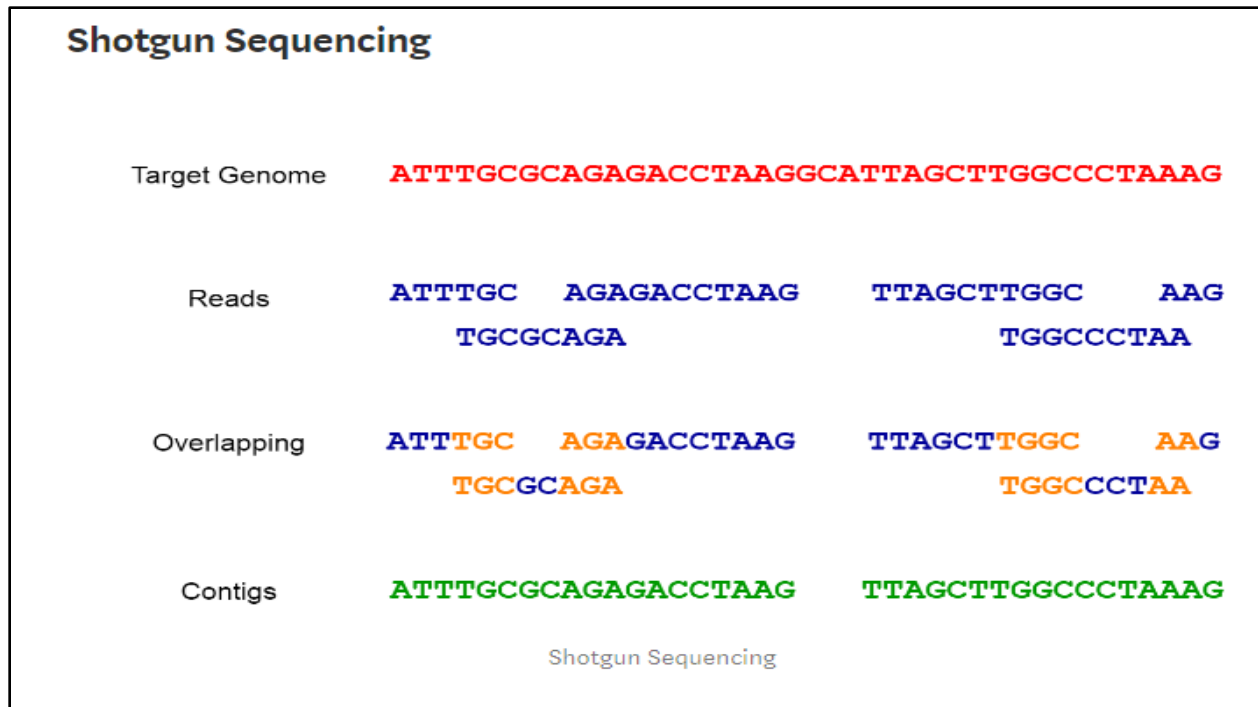 Shotgun Sequencing
Target Genome ATTTGCGCAGAGACCTAAGGCATTAGCTTGGCCCTAAAG
Reads ATTTGC AGAGACCTAAG TTAGCTTGGC AAG
TGCGCAGA TGGCCCTAA
Overlapping ATTTGC AGAGACCTAAG TTAGCTTGGC AAG
TGCGCAGA TGGCCCTAA
Contigs ATTTGCGCAGAGACCTAAG TTAGCTTGGCCCTAAAG
Shotgun Sequencing